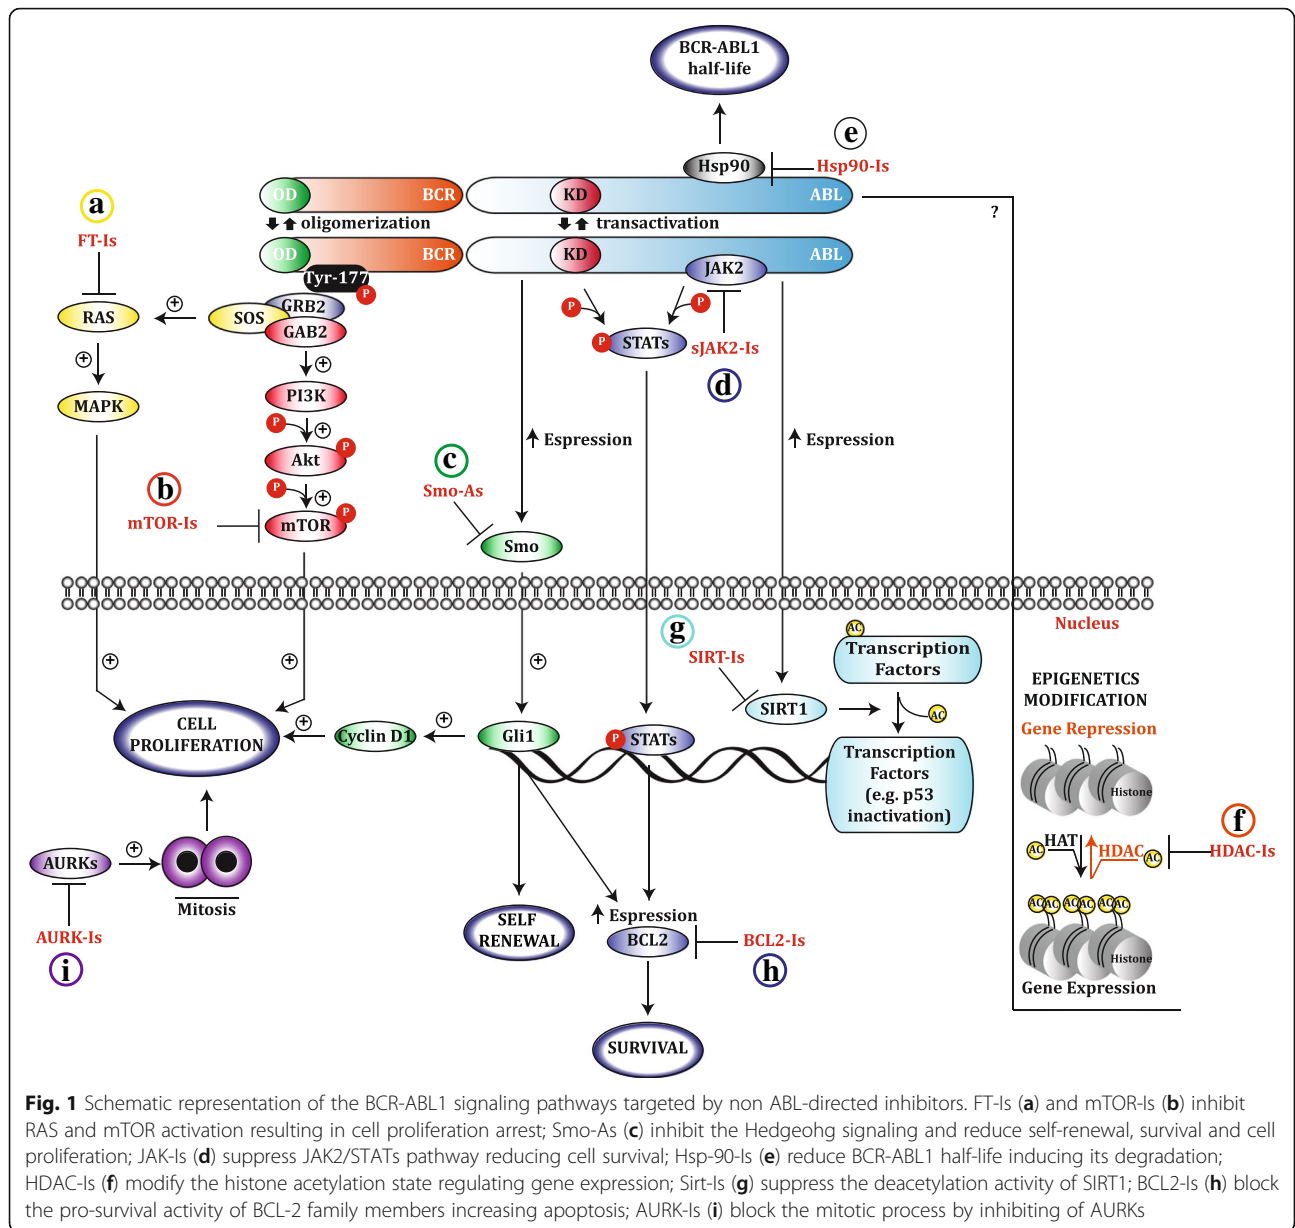 BCR-ABL1
half-life
e
Hsp90
Hsp90-Is
OD
BCR
KD
ABL
?
a
FT-Is
oligomerization
transactivation
OD
BCR
KD
ABL
JAK2
Tyr-177
P
GRB2
SOS
GAB2
RAS
+
+
MAPK
+
PI3K
P
+
Akt
P
P
+
mTOR
P
b
mTOR-Is
P
P
P
STATs
sJAK2-Is
d
Espression
Espression
c
Smo-As
Smo
Nucleus
g
SIRT-Is
SIRT1
AC
Transcription
Factors
AC
Transcription
Factors
(e.g. p53
inactivation)
+
+
+
CELL
PROLIFERATION
+
Cyclin D1
+
Gli1
P
STATs
EPIGENETICS
MODIFICATION
Gene Repression
Histone
f
AC
HAT
HDAC
AC
HDAC-Is
AC
AC
AC
AC
AC
AC
Histone
Gene Expression
AURKs
+
Mitosis
AURK-Is
i
SELF
RENEWAL
Espression
BCL2
BCL2-Is
h
SURVIVAL
Fig. 1 Schematic representation of the BCR-ABL1 signaling pathways targeted by non ABL-directed inhibitors. FT-Is (a) and mTOR-Is (b) inhibit
RAS and mTOR activation resulting in cell proliferation arrest; Smo-As (c) inhibit the Hedgeohg signaling and reduce self-renewal, survival and cell
proliferation; JAK-Is (d) suppress JAK2/STATs pathway reducing cell survival; Hsp-90-Is (e) reduce BCR-ABL1 half-life inducing its degradation;
HDAC-Is (f) modify the histone acetylation state regulating gene expression; Sirt-Is (g) suppress the deacetylation activity of SIRT1; BCL2-Is (h) block
the pro-survival activity of BCL-2 family members increasing apoptosis; AURK-Is (i) block the mitotic process by inhibiting of AURKs